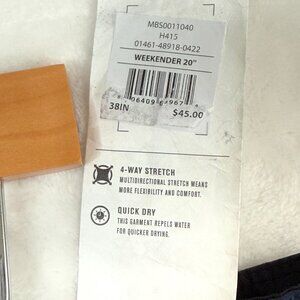 MBS0011040
H415
01461-48918-0422
WEEKENDER 20"
38IN
$45.00
4-WAY STRETCH
MULTIDIRECTIONAL STRETCH MEANS
MORE FLEXIBILITY AND COMFORT.
QUICK DRY
THIS GARMENT REPELS WATER
FOR QUICKER DRYING.